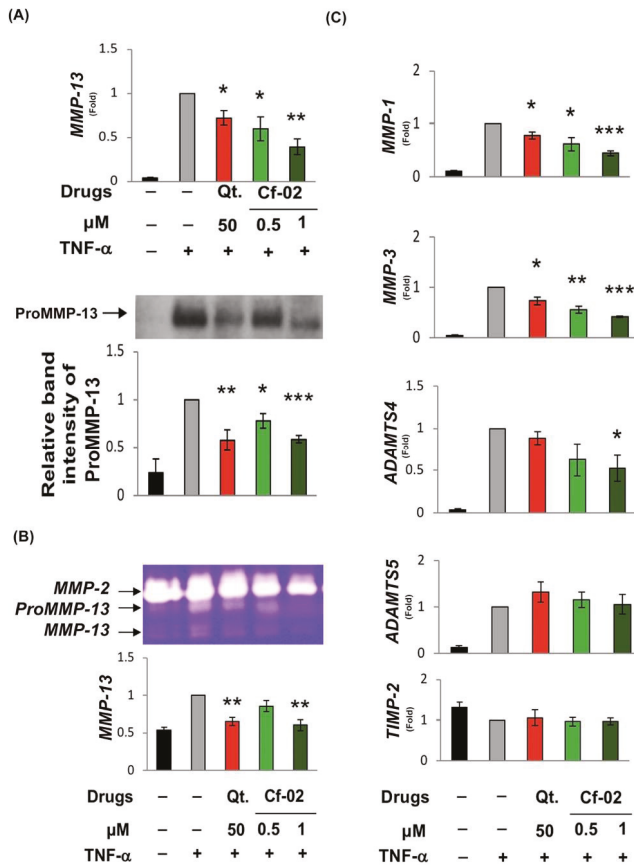 (A)
MMP-13
(Fold)
1.5
1
0.5
0
*
*
**
Drugs – – Qt. Cf-02
μM – – 50 0.5 1
TNF-α – + + + +
ProMMP-13
Relative band
intensity of
ProMMP-13
1.5
1
0.5
0
**
*
***
(B)
MMP-2
ProMMP-13
MMP-13
MMP-13
1.5
1
0.5
0
**
**
Drugs – – Qt. Cf-02
μM – – 50 0.5 1
TNF-α – + + + +
(C)
MMP-1
(Fold)
2
1
0
*
*
***
MMP-3
(Fold)
2
1
0
*
**
***
ADAMTS4
(Fold)
1.5
1
0.5
0
*
ADAMTS5
(Fold)
2
1
0
TIMP-2
(Fold)
2
1
0
Drugs – – Qt. Cf-02
μM – – 50 0.5 1
TNF-α – + + + +